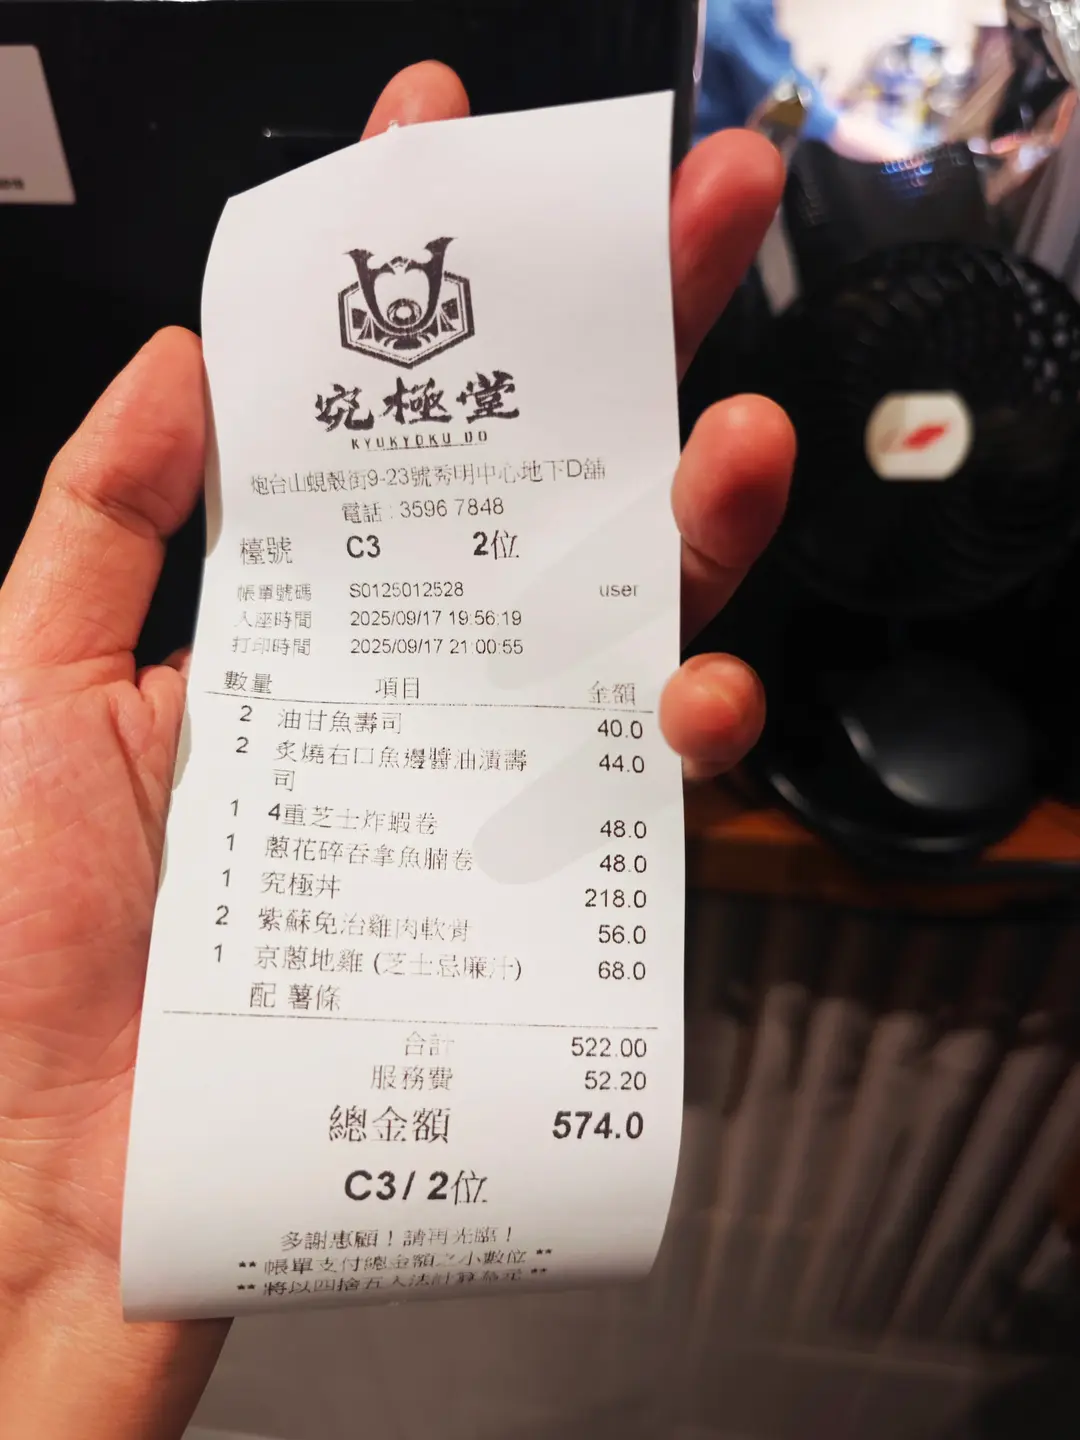 究極堂
KYUKYOKU DO
炮台山蜆殼街9-23號秀明中心地下D舖
電話 : 3596 7848
檯號 C3 2位
帳單號碼 S0125012528 user
入座時間 2025/09/17 19:56:19
打印時間 2025/09/17 21:00:55
數量 項目 金額
2 油甘魚壽司 40.0
2 炙燒右口魚邊醬油漬壽 44.0
司
1 4重芝士炸蝦卷 48.0
1 蔥花碎吞拿魚腩卷 48.0
1 究極丼 218.0
2 紫蘇免治雞肉軟骨 56.0
1 京蔥地雞 (芝士忌廉汁) 68.0
配 薯條
合計 522.00
服務費 52.20
總金額 574.0
C3 / 2位
多謝惠顧！請再光臨！
** 帳單支付總金額之小數位 **
** 將以四捨五入法計算為元 **